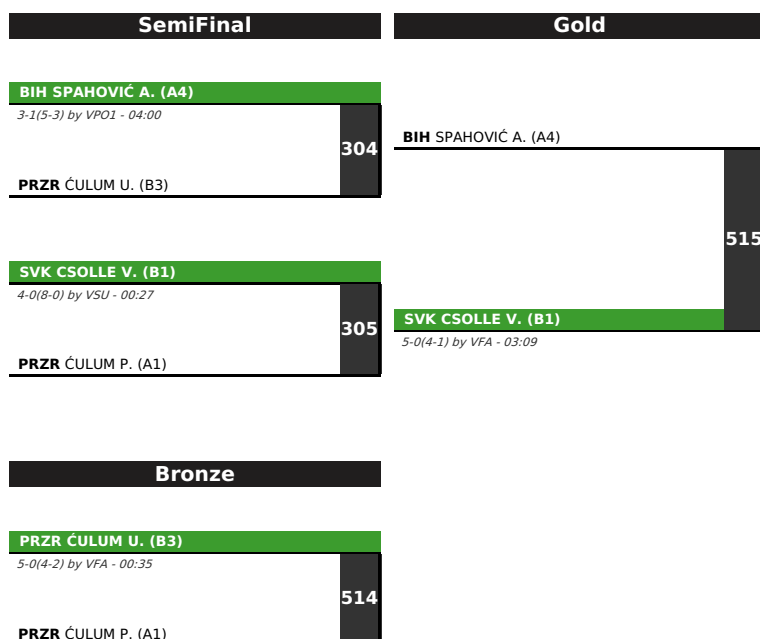 SemiFinal
BIH SPAHOVIĆ A. (A4)
3-1(5-3) by VPO1 - 04:00
304
PRZR ĆULUM U. (B3)
SVK CSOLLE V. (B1)
4-0(8-0) by VSU - 00:27
305
PRZR ĆULUM P. (A1)
Gold
BIH SPAHOVIĆ A. (A4)
515
SVK CSOLLE V. (B1)
5-0(4-1) by VFA - 03:09
Bronze
PRZR ĆULUM U. (B3)
5-0(4-2) by VFA - 00:35
514
PRZR ĆULUM P. (A1)